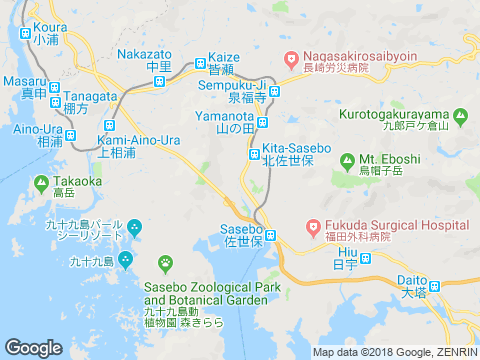 Koura
小浦
Kaize
皆瀬
Nakazato
中里
Nagasakirosaibyoin
長崎労災病院
Masaru
真申
Sempuku-Ji
泉福寺
Tanagata
棚方
Yamanota
山の田
Kurotogakurayama
九郎戸ケ倉山
Aino-Ura
相浦
Kami-Aino-Ura
上相浦
Kita-Sasebo
北佐世保
Mt. Eboshi
烏帽子岳
Takaoka
高岳
九十九島パール
シーリゾート
Sasebo
佐世保
Fukuda Surgical Hospital
福田外科病院
九十九島
Hiu
日宇
Daito
大塔
Sasebo Zoological Park
and Botanical Garden
九十九島動
植物園 森きらら
Google
Map data ©2018 Google, ZENRIN